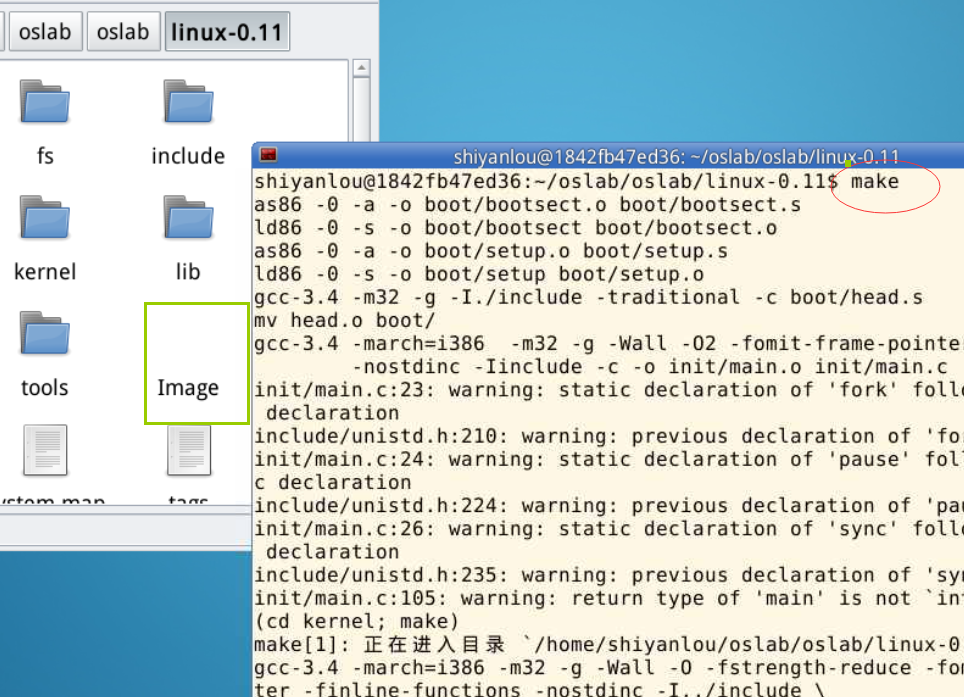 oslab oslab linux-0.11
fs include
kernel lib
tools Image
shiyanlou@1842fb47ed36: ~/oslab/oslab/linux-0.11
shiyanlou@1842fb47ed36:~/oslab/oslab/linux-0.11$ make
as86 -0 -a -o boot/bootsect.o boot/bootsect.s
ld86 -0 -s -o boot/bootsect boot/bootsect.o
as86 -0 -a -o boot/setup.o boot/setup.s
ld86 -0 -s -o boot/setup boot/setup.o
gcc-3.4 -m32 -g -I./include -traditional -c boot/head.s
mv head.o boot/
gcc-3.4 -march=i386  -m32 -g -Wall -O2 -fomit-frame-pointer
        -nostdinc -Iinclude -c -o init/main.o init/main.c
init/main.c:23: warning: static declaration of 'fork' follo
 declaration
include/unistd.h:210: warning: previous declaration of 'fo
init/main.c:24: warning: static declaration of 'pause' foll
c declaration
include/unistd.h:224: warning: previous declaration of 'pau
init/main.c:26: warning: static declaration of 'sync' follo
 declaration
include/unistd.h:235: warning: previous declaration of 'syn
init/main.c:105: warning: return type of 'main' is not `in
(cd kernel; make)
make[1]: 正在进入目录 `/home/shiyanlou/oslab/oslab/linux-0
gcc-3.4 -march=i386 -m32 -g -Wall -O -fstrength-reduce -fom
ter -finline-functions -nostdinc -I../include \